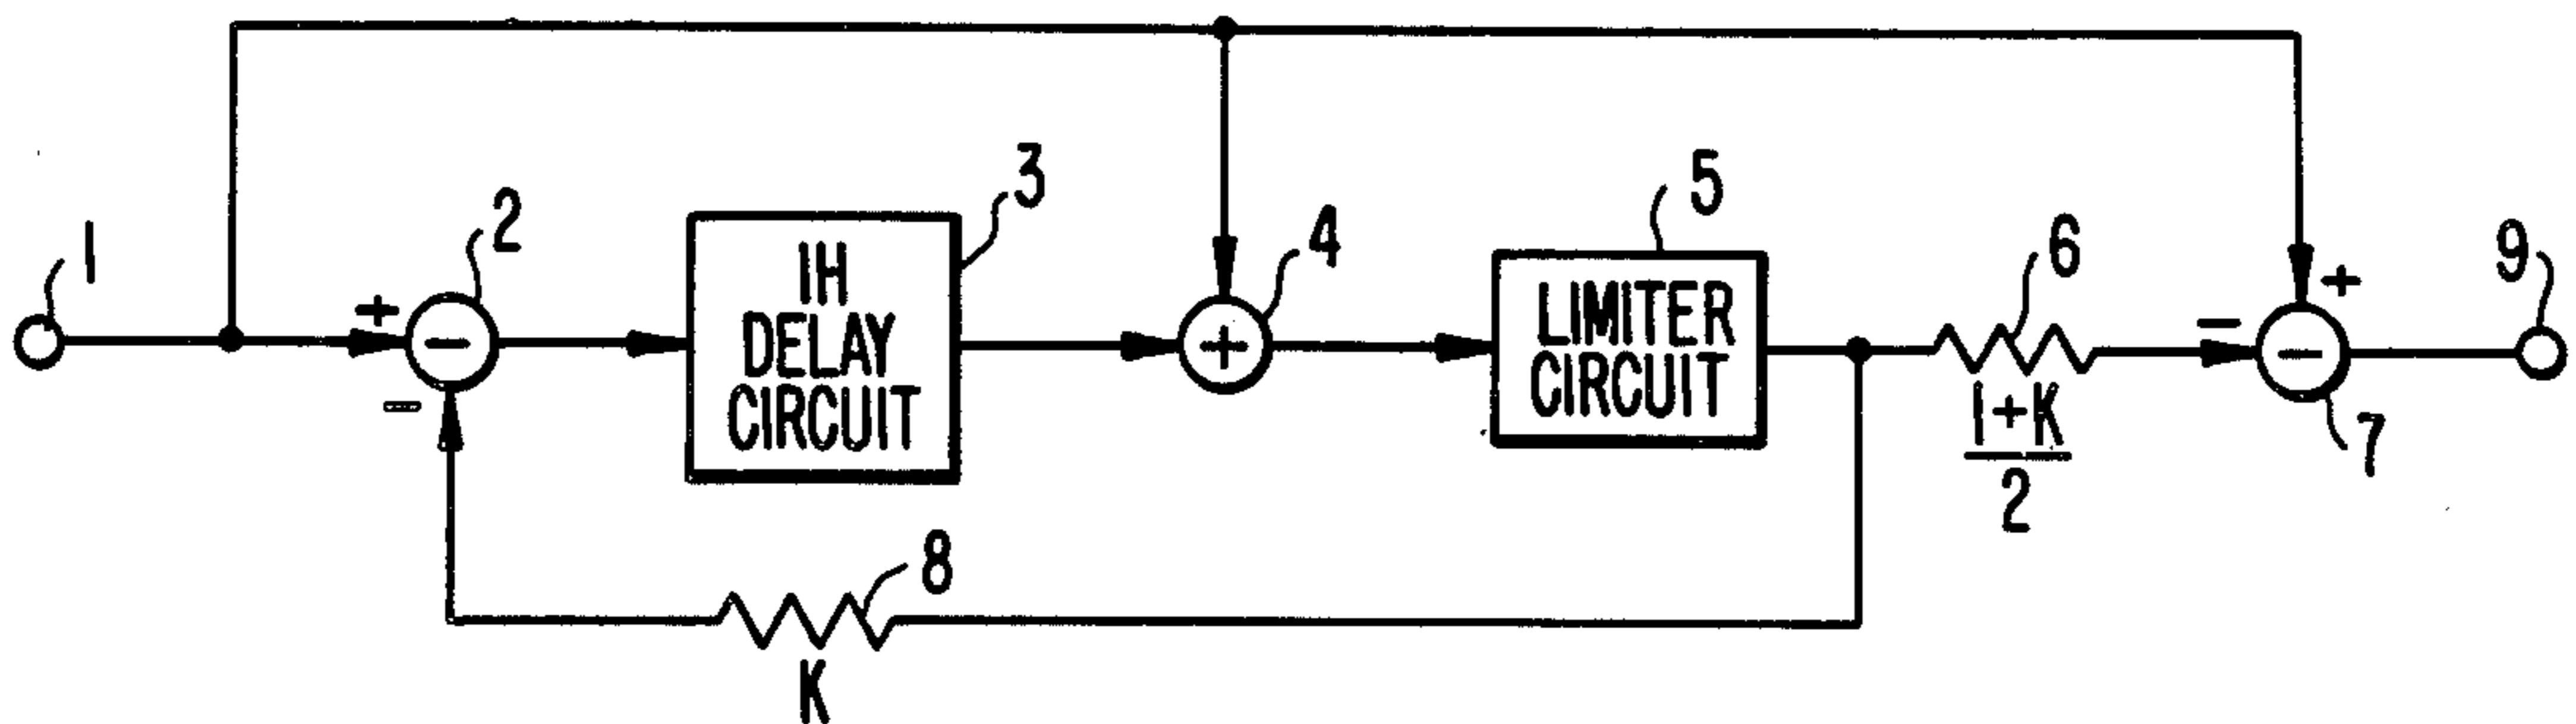 1
+
2
-
-
1H
DELAY
CIRCUIT
3
+
4
LIMITER
CIRCUIT
5
6
1+K
2
-
+
-
7
9
8
K